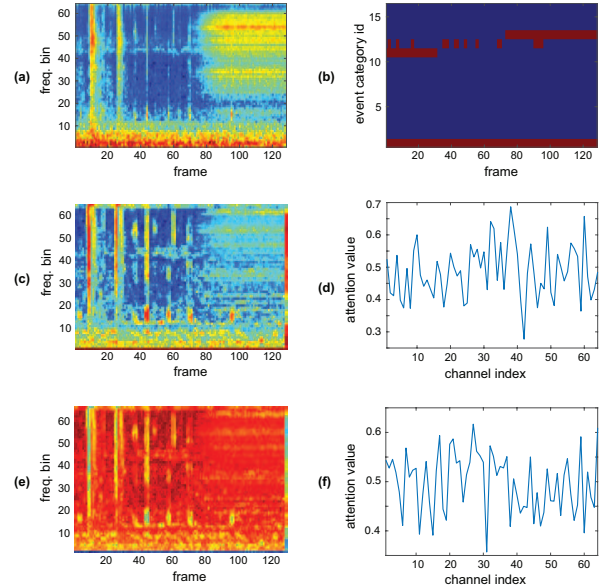 (a)
freq. bin
60
50
40
30
20
10
20 40 60 80 100 120
frame
(b)
event category id
15
10
5
20 40 60 80 100 120
frame
(c)
freq. bin
60
50
40
30
20
10
20 40 60 80 100 120
frame
(d)
attention value
0.7
0.6
0.5
0.4
0.3
10 20 30 40 50 60
channel index
(e)
freq. bin
60
50
40
30
20
10
20 40 60 80 100 120
frame
(f)
attention value
0.6
0.5
0.4
10 20 30 40 50 60
channel index